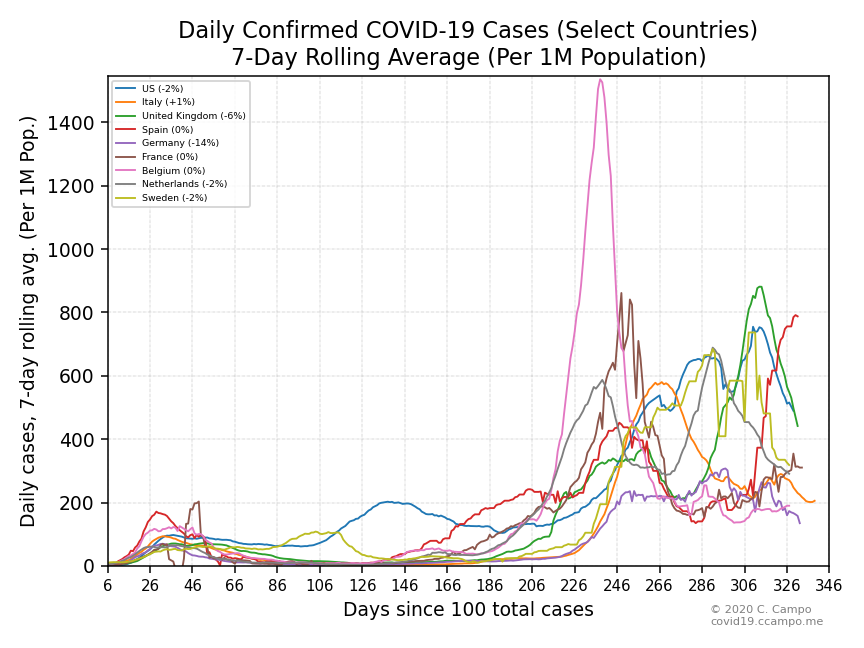 Daily Confirmed COVID-19 Cases (Select Countries)
7-Day Rolling Average (Per 1M Population)
Daily cases, 7-day rolling avg. (Per 1M Pop.)
1400
1200
1000
800
600
400
200
0
US (-2%)
Italy (+1%)
United Kingdom (-6%)
Spain (0%)
Germany (-14%)
France (0%)
Belgium (0%)
Netherlands (-2%)
Sweden (-2%)
6 26 46 66 86 106 126 146 166 186 206 226 246 266 286 306 326 346
Days since 100 total cases
© 2020 C. Campo
covid19.ccampo.me